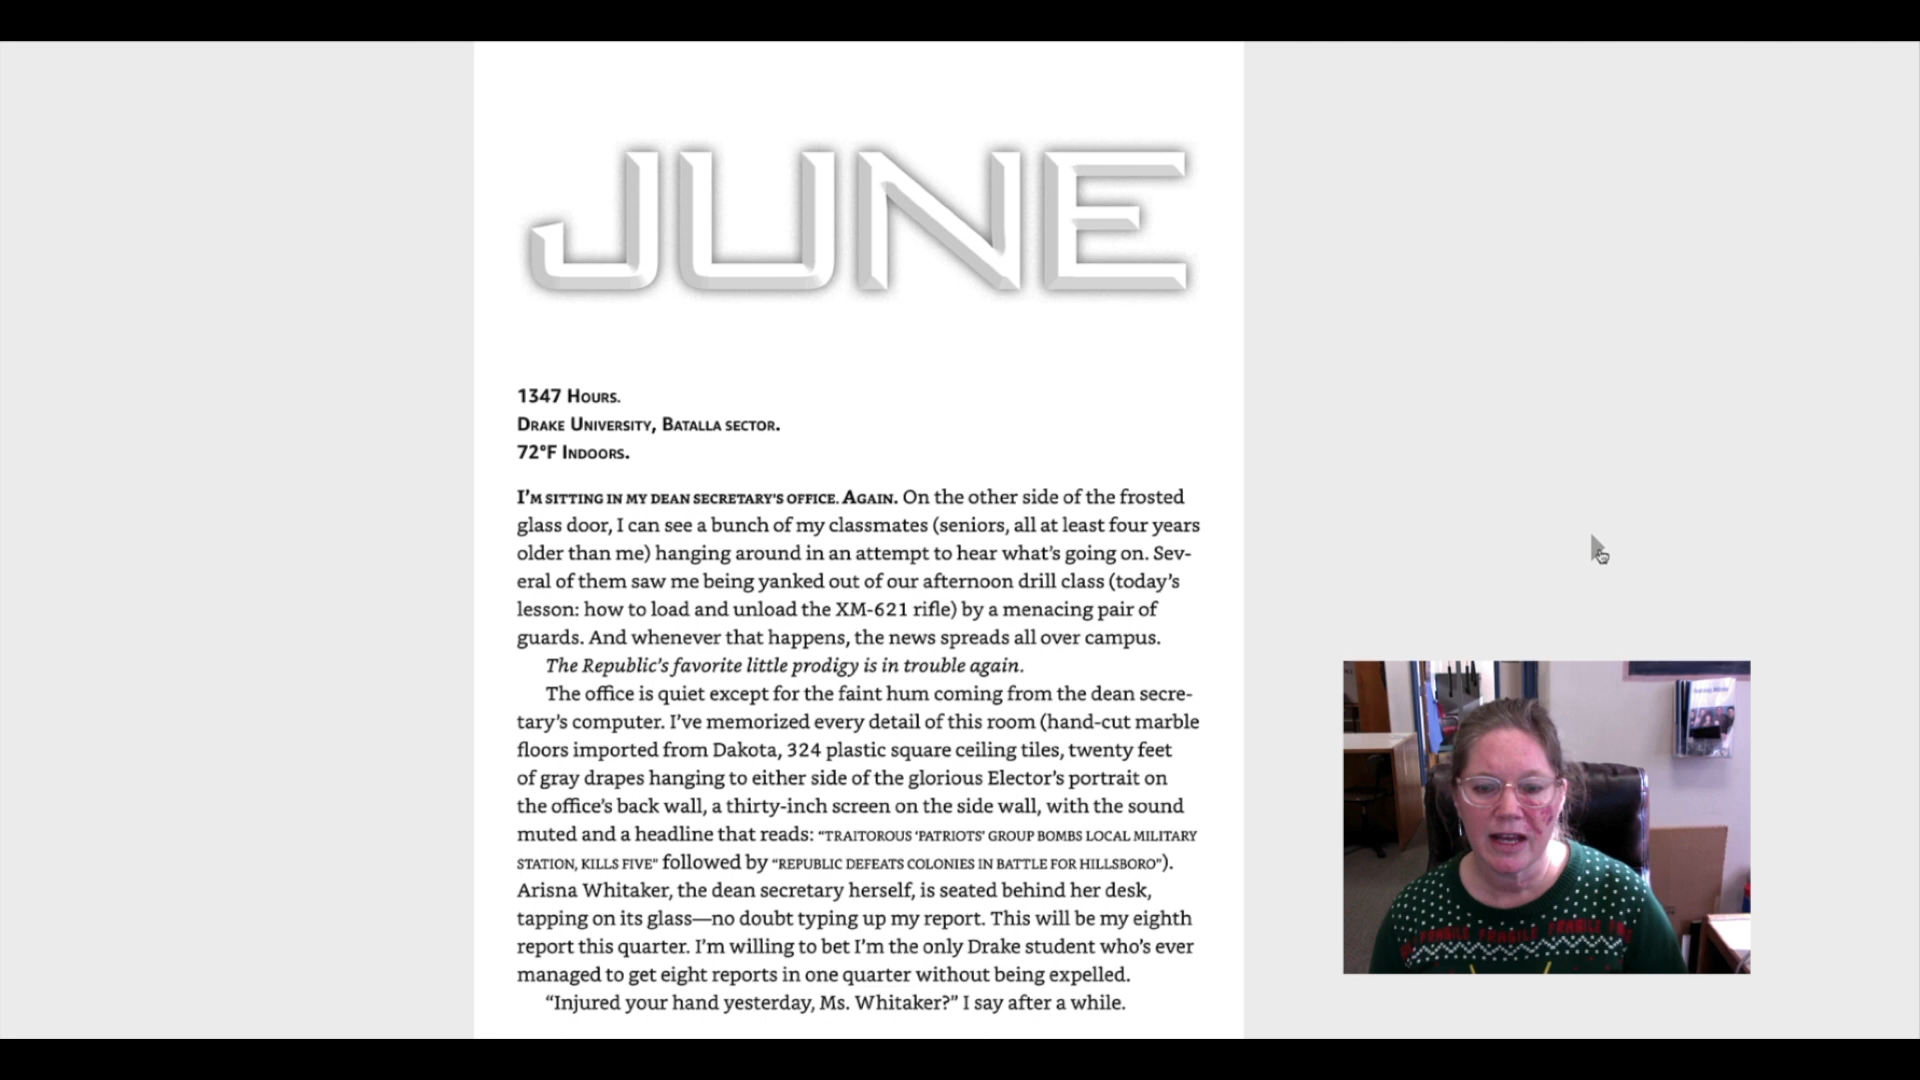 JUNE
1347 Hours.
Drake University, Batalla sector.
72°F Indoors.
I'm sitting in my dean secretary's office. Again. On the other side of the frosted
glass door, I can see a bunch of my classmates (seniors, all at least four years
older than me) hanging around in an attempt to hear what's going on. Sev-
eral of them saw me being yanked out of our afternoon drill class (today's
lesson: how to load and unload the XM-621 rifle) by a menacing pair of
guards. And whenever that happens, the news spreads all over campus.
The Republic's favorite little prodigy is in trouble again.
The office is quiet except for the faint hum coming from the dean secre-
tary's computer. I've memorized every detail of this room (hand-cut marble
floors imported from Dakota, 324 plastic square ceiling tiles, twenty feet
of gray drapes hanging to either side of the glorious Elector's portrait on
the office's back wall, a thirty-inch screen on the side wall, with the sound
muted and a headline that reads: "TRAITOROUS 'PATRIOTS' GROUP BOMBS LOCAL MILITARY
STATION, KILLS FIVE" followed by "REPUBLIC DEFEATS COLONIES IN BATTLE FOR HILLSBORO").
Arisna Whitaker, the dean secretary herself, is seated behind her desk,
tapping on its glass—no doubt typing up my report. This will be my eighth
report this quarter. I'm willing to bet I'm the only Drake student who's ever
managed to get eight reports in one quarter without being expelled.
"Injured your hand yesterday, Ms. Whitaker?" I say after a while.
FRAGILE FRAGILE FRAGILE